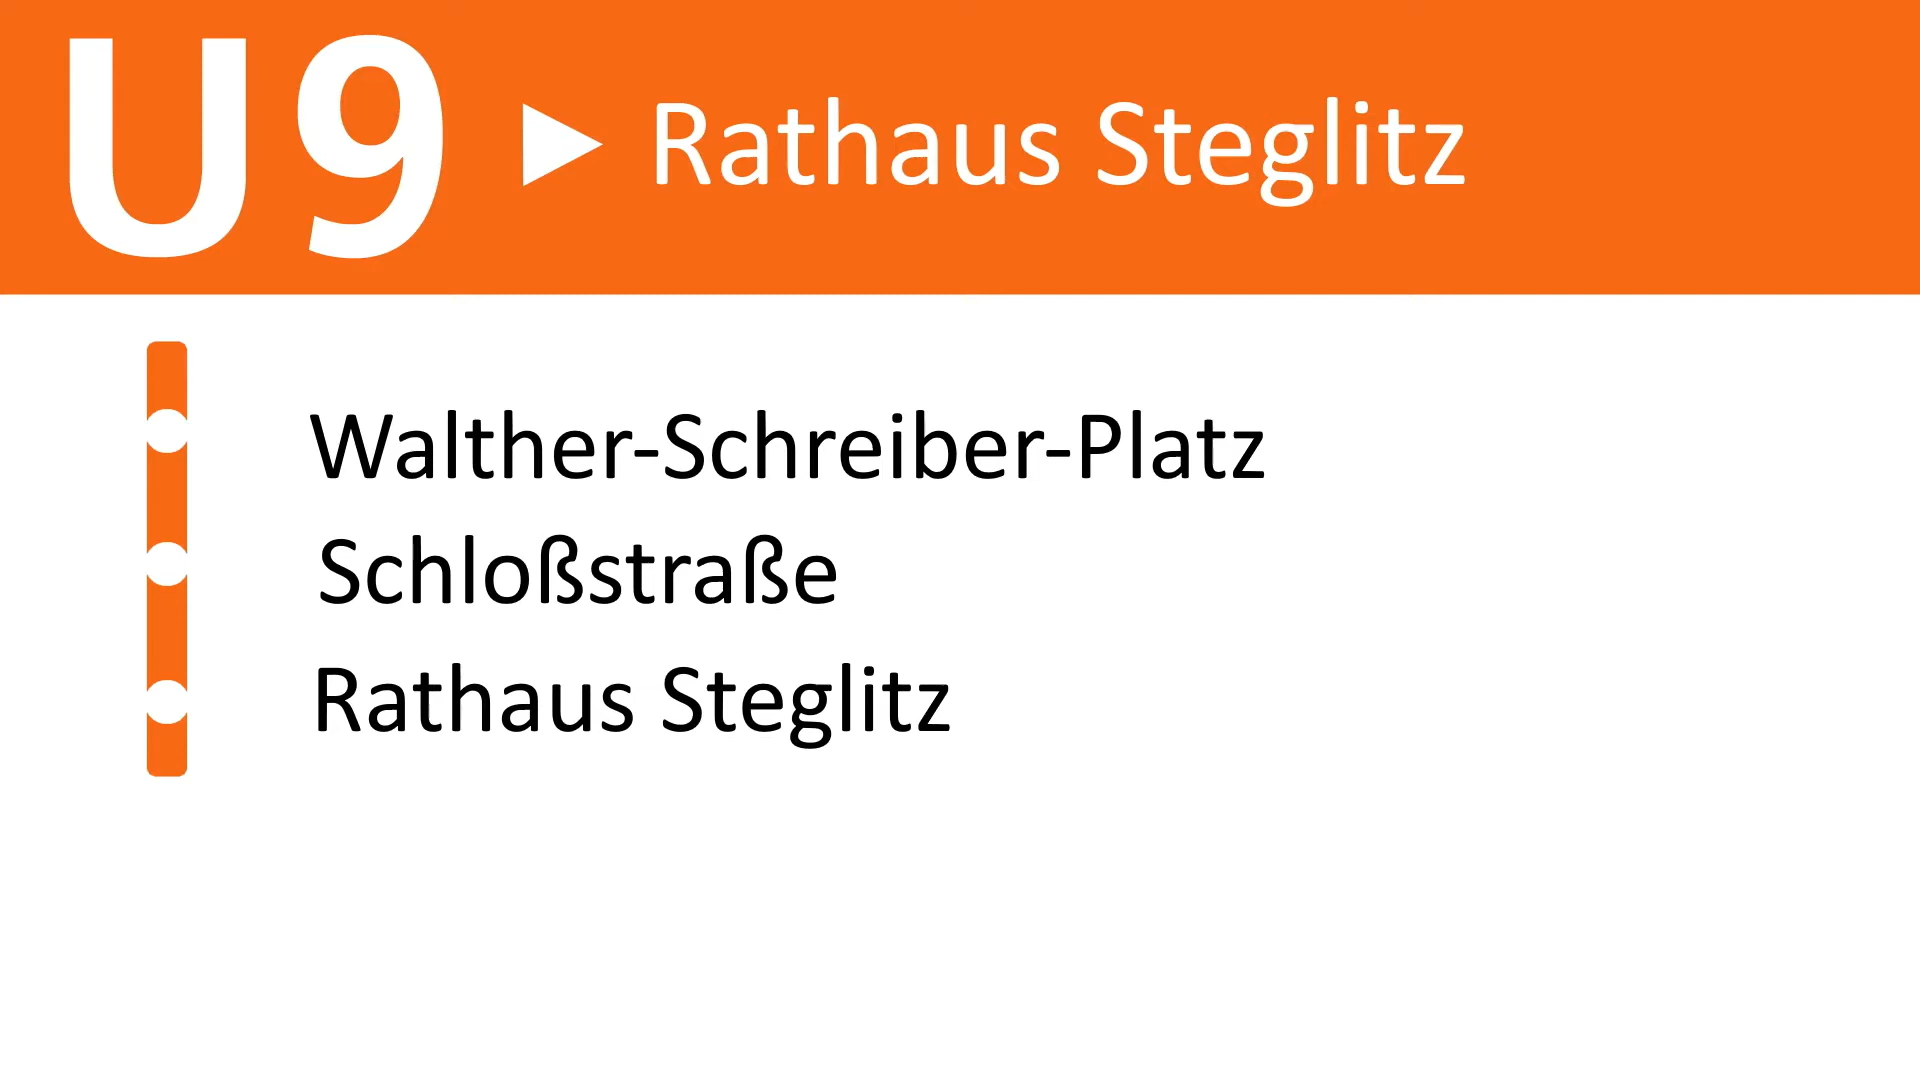 U9 ▶ Rathaus Steglitz
Walther-Schreiber-Platz
Schloßstraße
Rathaus Steglitz